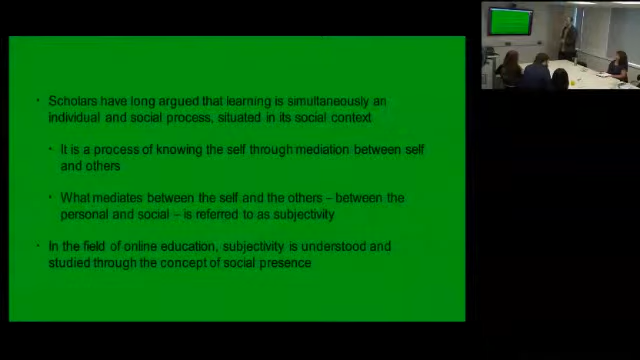 Scholars have long argued that learning is simultaneously an
individual and social process, situated in its social context
It is a process of knowing the self through mediation between self
and others
What mediates between the self and the others – between the
personal and social – is referred to as subjectivity
In the field of online education, subjectivity is understood and
studied through the concept of social presence